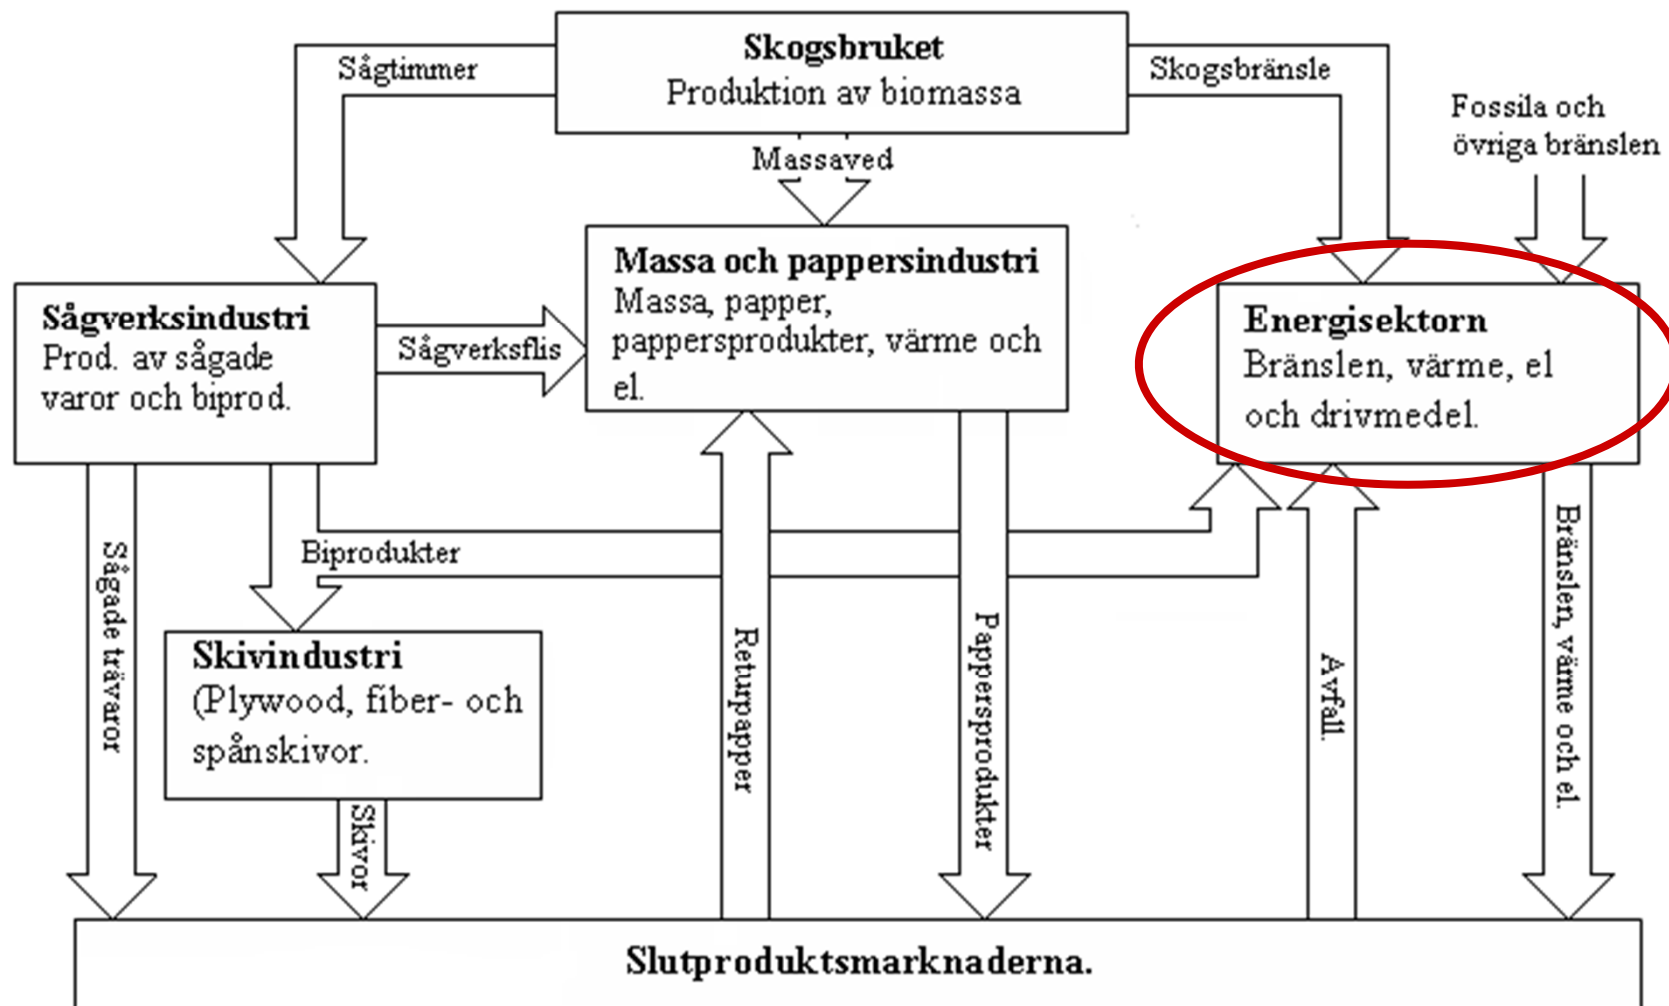 Skogsbruket
Produktion av biomassa
Sågtimmer
Skogsbränsle
Massaved
Fossila och
övriga bränslen
Sågverksindustri
Prod. av sågade
varor och biprod.
Sågverksflis
Massa och pappersindustri
Massa, papper,
pappersprodukter, värme och
el.
Energisektorn
Bränslen, värme, el
och drivmedel.
Biprodukter
Sågade trävaror
Skivindustri
(Plywood, fiber- och
spånskivor.
Skivor
Returpapper
Pappersprodukter
Avfall.
Bränslen, värme och el.
Slutproduktsmarknaderna.